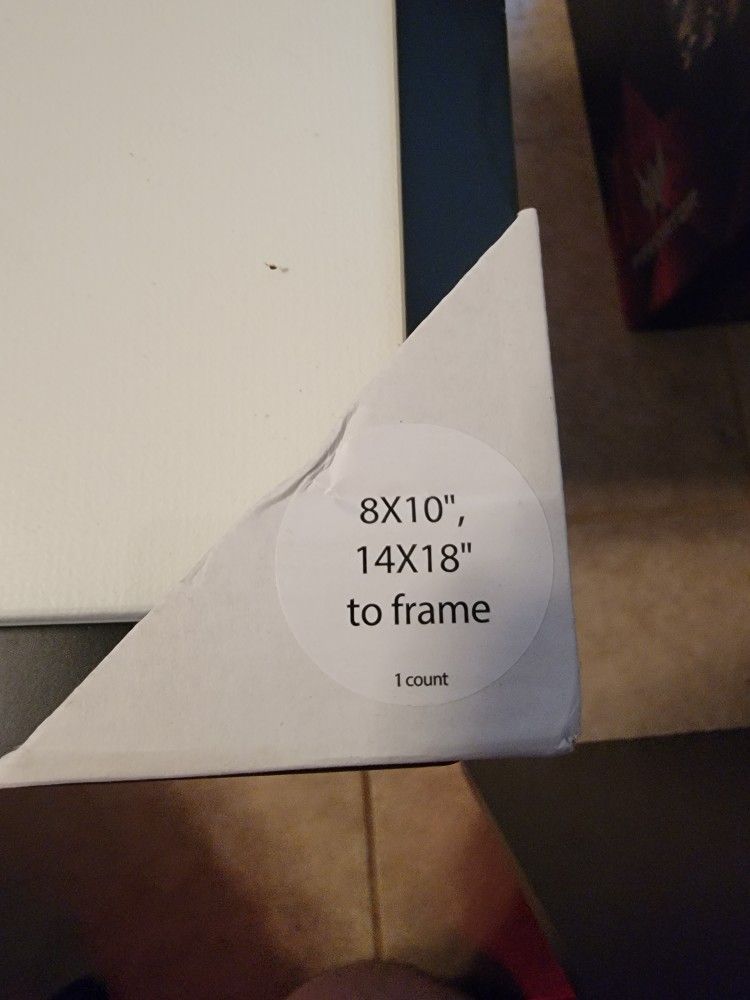 8X10",
14X18"
to frame
1 count